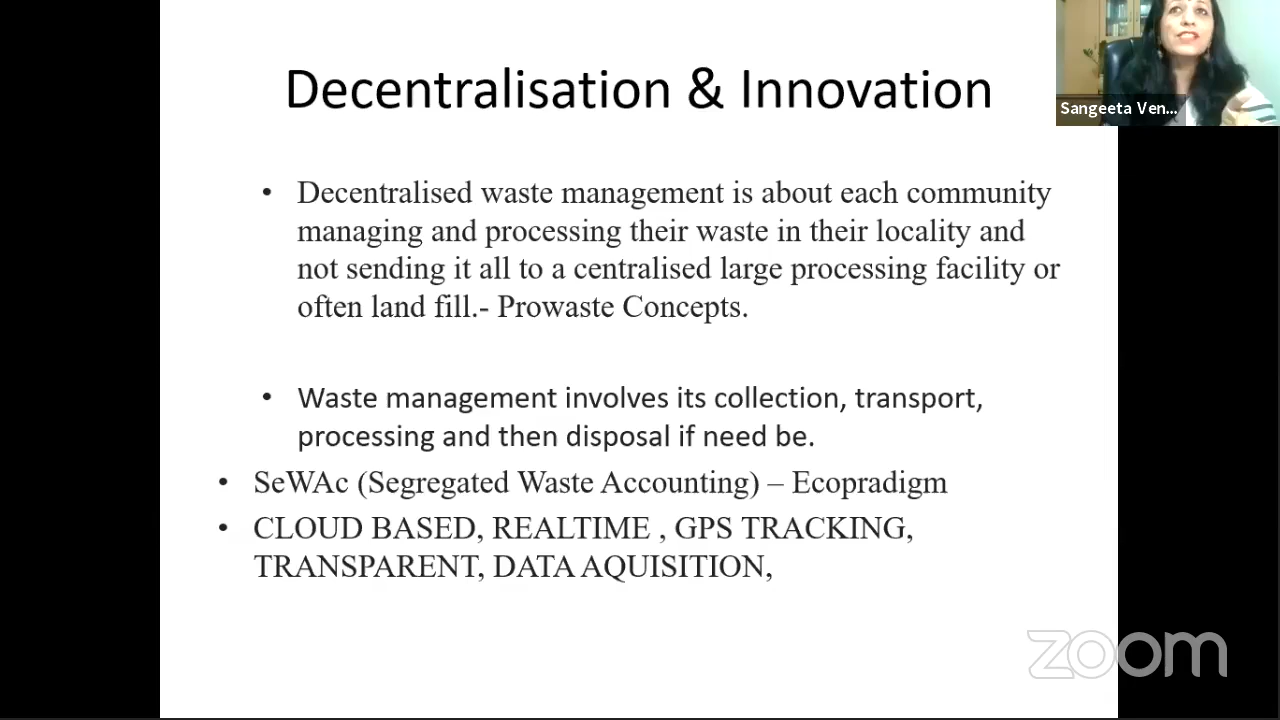 Decentralisation & Innovation
Sangeeta Ven...
• Decentralised waste management is about each community
managing and processing their waste in their locality and
not sending it all to a centralised large processing facility or
often land fill.- Prowaste Concepts.
• Waste management involves its collection, transport,
processing and then disposal if need be.
• SeWAc (Segregated Waste Accounting) – Ecopradigm
• CLOUD BASED, REALTIME , GPS TRACKING,
TRANSPARENT, DATA AQUISITION,
zoom